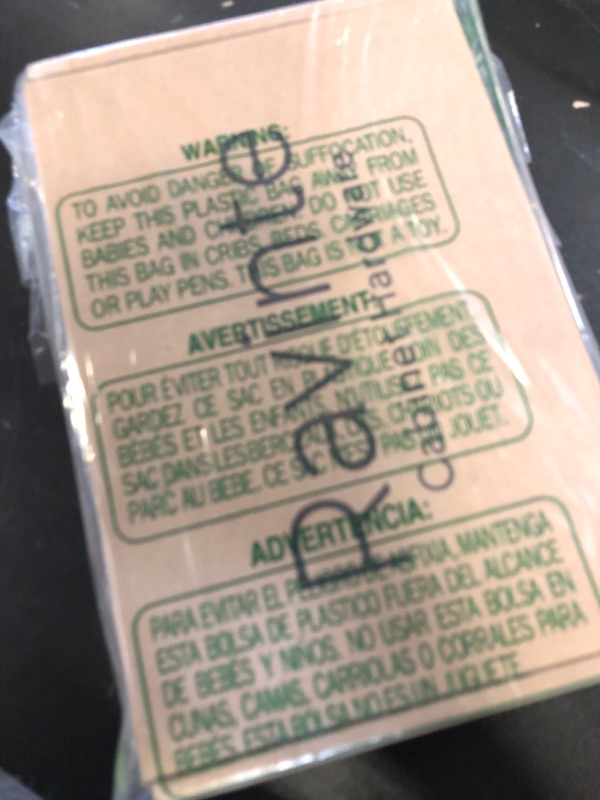 WARNING:
TO AVOID DANGER OF SUFFOCATION,
KEEP THIS PLASTIC BAG AWAY FROM
BABIES AND CHILDREN. DO NOT USE
THIS BAG IN CRIBS, BEDS, CARRIAGES
OR PLAY PENS. THIS BAG IS NOT A TOY.
AVERTISSEMENT:
POUR ÉVITER TOUT RISQUE D'ÉTOUFFEMENT,
GARDEZ CE SAC EN PLASTIQUE LOIN DES
BÉBÉS ET LES ENFANTS. N'UTILISEZ PAS CE
SAC DANS LES BERCEAUX, LITS, CHARIOTS OU
PARC AU BÉBÉ. CE SAC N'EST PAS UN JOUET.
ADVERTENCIA:
PARA EVITAR EL PELIGRO DE ASFIXIA, MANTENGA
ESTA BOLSA DE PLASTICO FUERA DEL ALCANCE
DE BEBÉS Y NIÑOS. NO USAR ESTA BOLSA EN
CUNAS, CAMAS, CARRIOLAS O CORRALES PARA
BEBÉS. ESTA BOLSA NO ES UN JUGUETE.
Ravinte
Cabinet Hardware